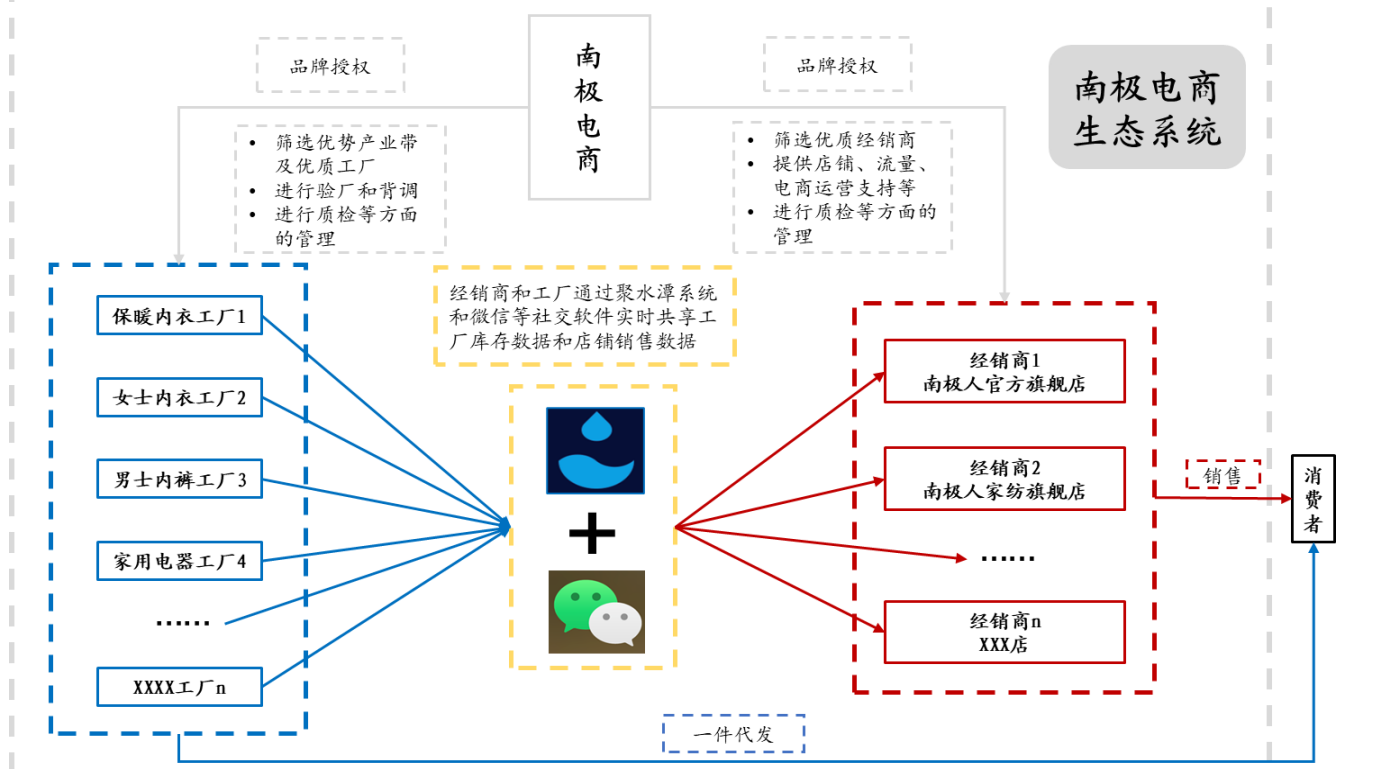 南
极
电
商
南极电商
生态系统
品牌授权
品牌授权
• 筛选优势产业带
及优质工厂
• 进行验厂和背调
• 进行质检等方面
的管理
• 筛选优质经销商
• 提供店铺、流量、
电商运营支持等
• 进行质检等方面的
管理
经销商和工厂通过聚水潭系统
和微信等社交软件实时共享工
厂库存数据和店铺销售数据
保暖内衣工厂1
女士内衣工厂2
男士内裤工厂3
家用电器工厂4
……
XXXX工厂n
+
经销商1
南极人官方旗舰店
经销商2
南极人家纺旗舰店
……
经销商n
XXX店
销售
消
费
者
一件代发